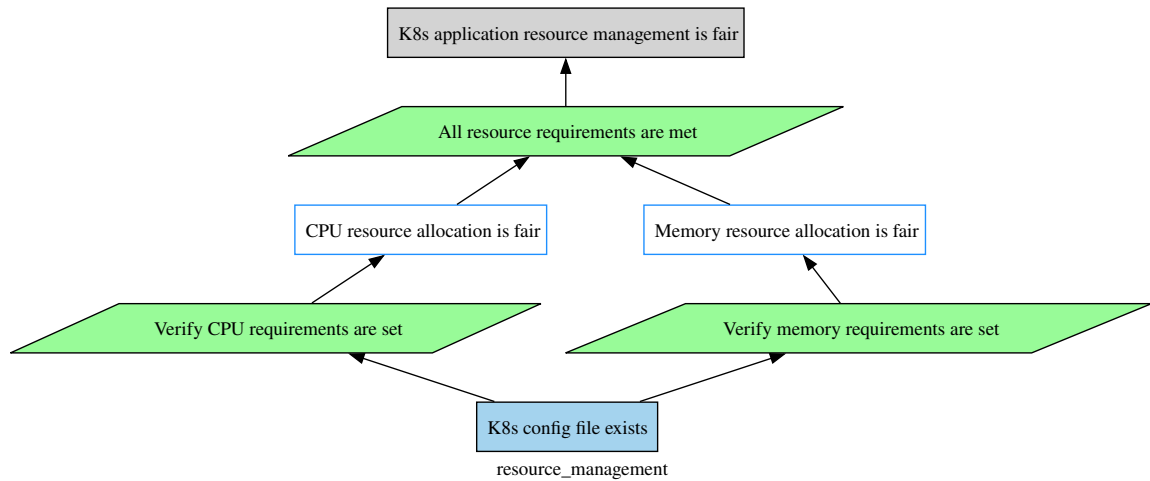 K8s application resource management is fair
All resource requirements are met
CPU resource allocation is fair
Memory resource allocation is fair
Verify CPU requirements are set
Verify memory requirements are set
K8s config file exists
resource_management